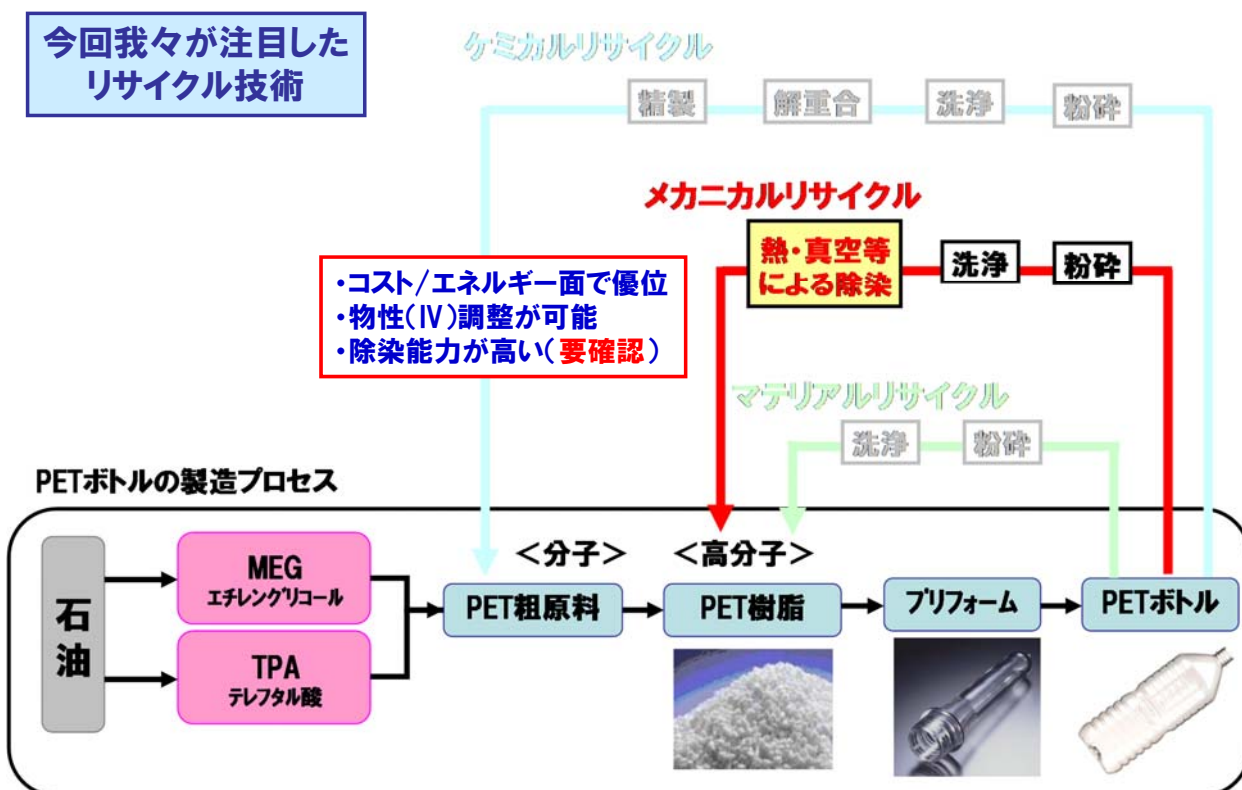 今回我々が注目した
リサイクル技術
ケミカルリサイクル
精製
解重合
洗浄
粉砕
メカニカルリサイクル
熱・真空等
による除染
洗浄
粉砕
・コスト/エネルギー面で優位
・物性(Ⅳ)調整が可能
・除染能力が高い(要確認)
マテリアルリサイクル
洗浄
粉砕
PETボトルの製造プロセス
＜分子＞
＜高分子＞
石油
MEG
エチレングリコール
TPA
テレフタル酸
PET粗原料
PET樹脂
プリフォーム
PETボトル